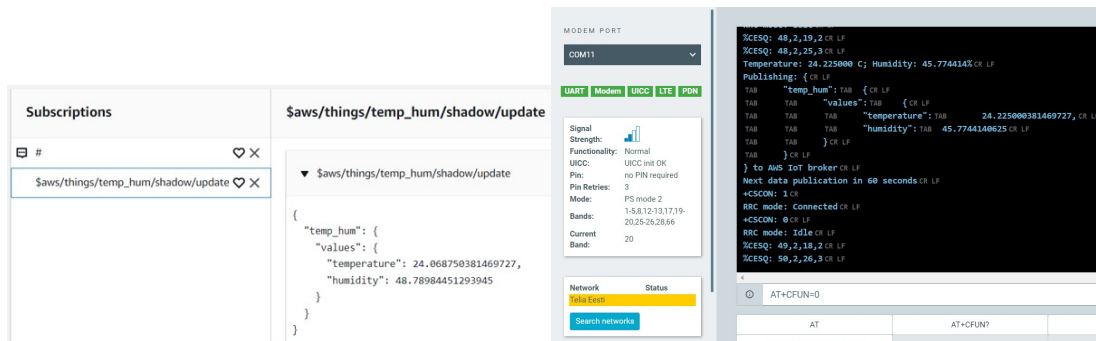 Subscriptions
#
$aws/things/temp_hum/shadow/update
$aws/things/temp_hum/shadow/update
$aws/things/temp_hum/shadow/update
{
"temp_hum": {
"values": {
"temperature": 24.068750381469727,
"humidity": 48.78984451293945
}
}
}
MODEM PORT
COM11
UART Modem UICC LTE PDN
Signal Strength:
Functionality: Normal
UICC: UICC init OK
Pin: no PIN required
Pin Retries: 3
Mode: PS mode 2
Bands: 1-5,8,12-13,17,19-
20,25-26,28,66
Current Band: 20
Network Status
Telia Eesti
Search networks
%CESQ: 48,2,19,2 CR LF
%CESQ: 48,2,25,3 CR LF
Temperature: 24.225000 C; Humidity: 45.774414% CR LF
Publishing: { CR LF
TAB "temp_hum": TAB { CR LF
TAB TAB "values": TAB { CR LF
TAB TAB TAB "temperature": TAB 24.225000381469727, CR LF
TAB TAB TAB "humidity": TAB 45.7744140625 CR LF
TAB TAB } CR LF
TAB } CR LF
} to AWS IoT broker CR LF
Next data publication in 60 seconds CR LF
+CSCON: 1 CR
RRC mode: Connected CR LF
+CSCON: 0 CR LF
RRC mode: Idle CR LF
%CESQ: 49,2,18,2 CR LF
%CESQ: 50,2,26,3 CR LF
AT+CFUN=0
AT AT+CFUN?